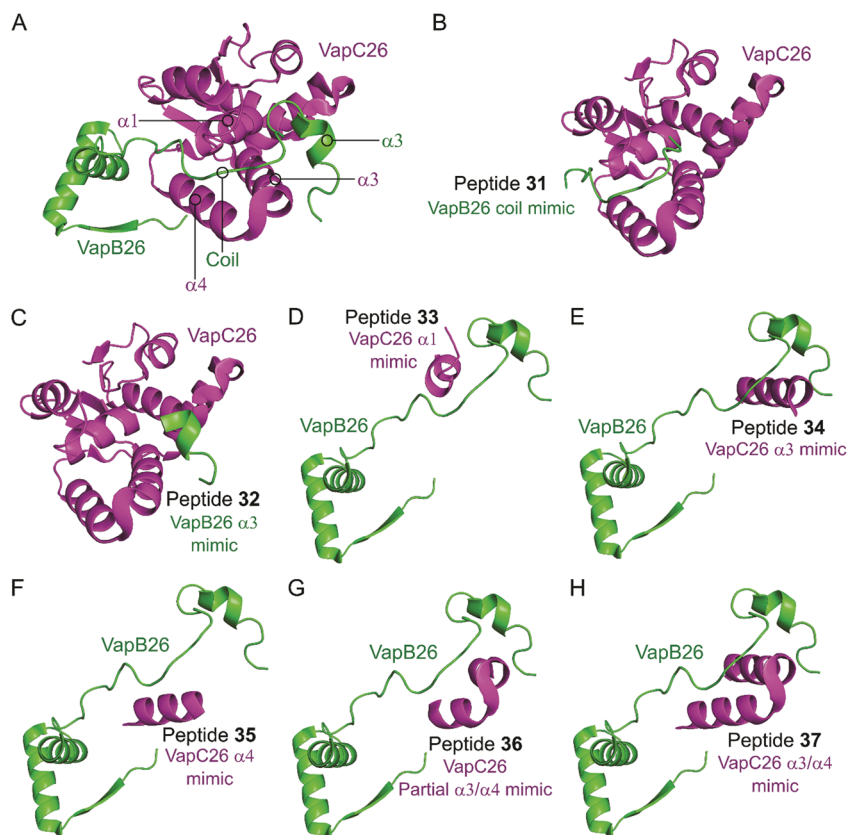 A
VapC26
α1
α3
α3
VapB26
Coil
α4
B
VapC26
Peptide 31
VapB26 coil mimic
C
VapC26
Peptide 32
VapB26 α3
mimic
D
Peptide 33
VapC26 α1
mimic
VapB26
E
VapB26
Peptide 34
VapC26 α3 mimic
F
VapB26
Peptide 35
VapC26 α4
mimic
G
VapB26
Peptide 36
VapC26
Partial α3/α4 mimic
H
VapB26
Peptide 37
VapC26 α3/α4
mimic